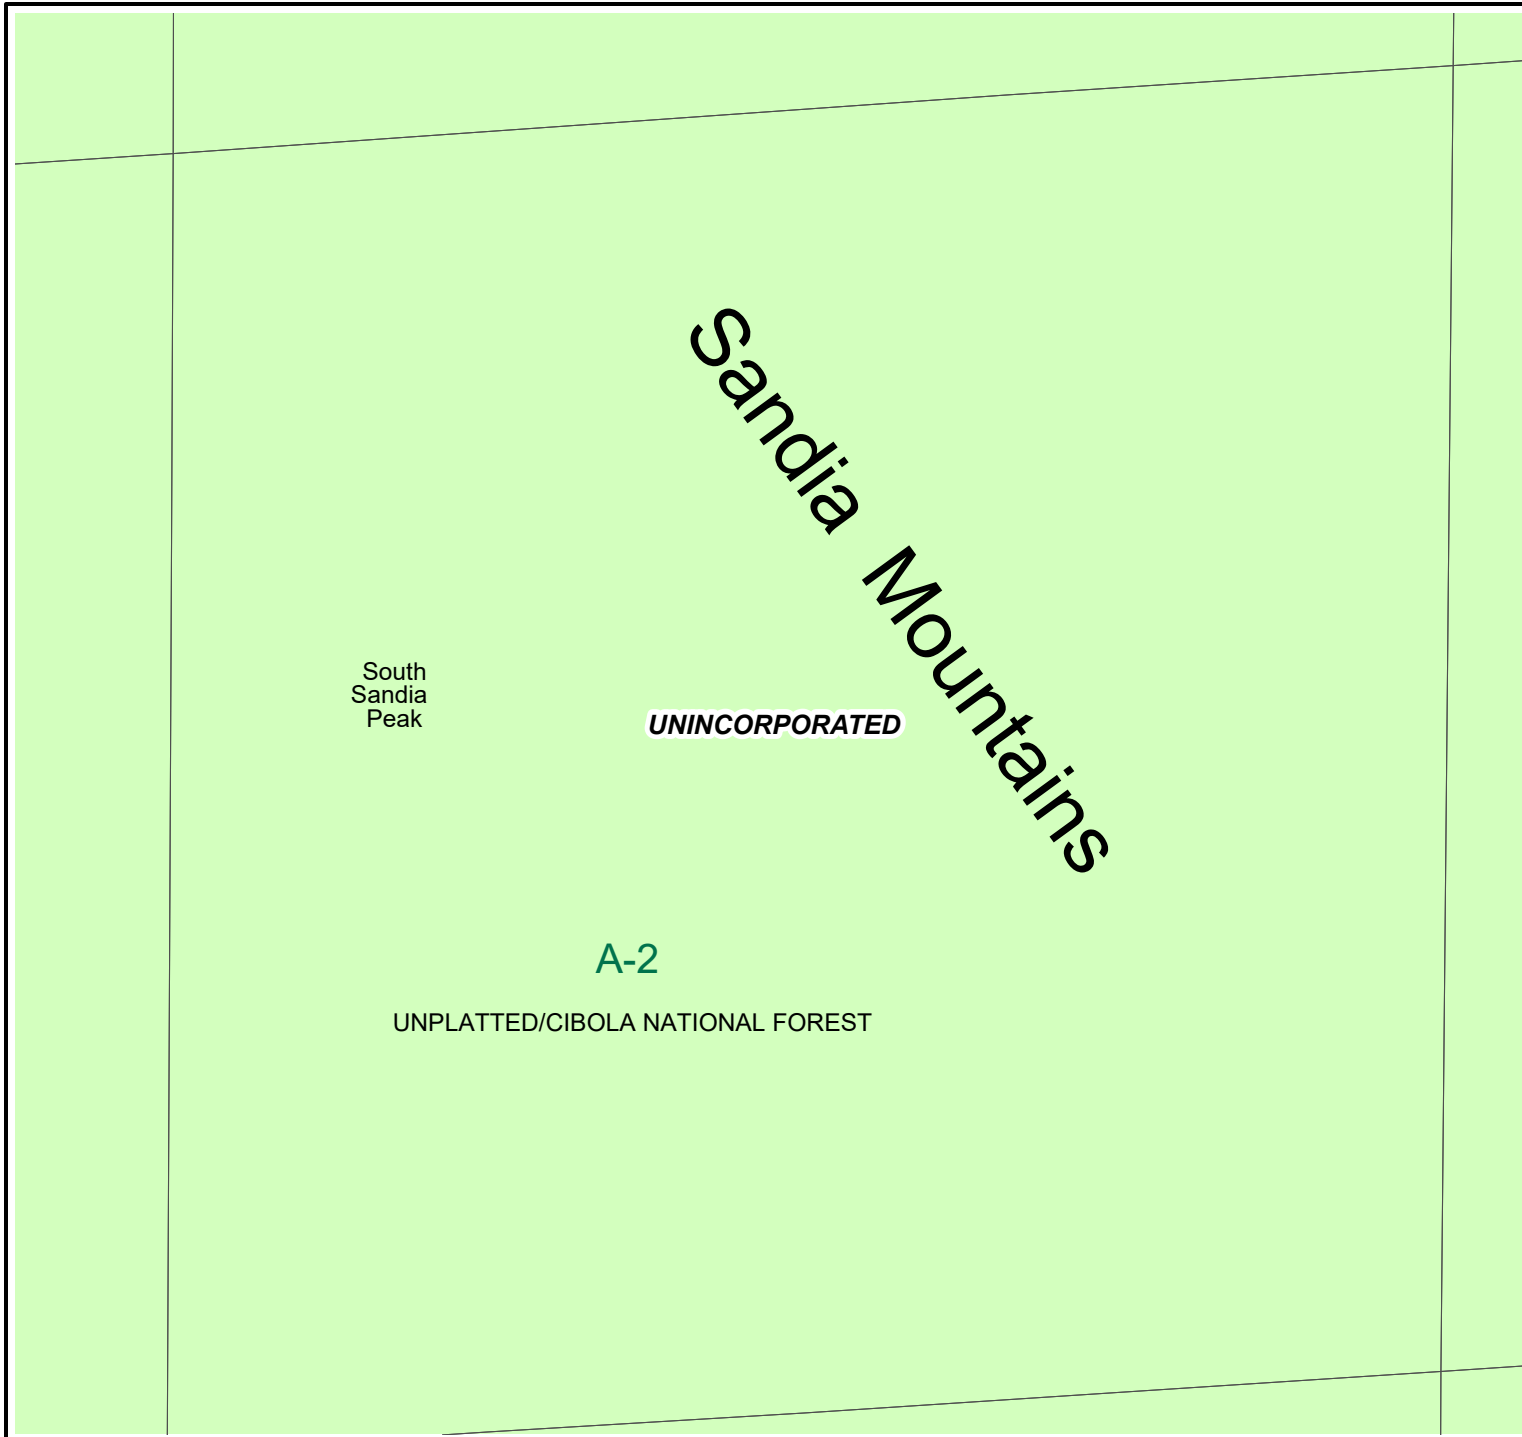 Sandia Mountains
South
Sandia
Peak
UNINCORPORATED
A-2
UNPLATTED/CIBOLA NATIONAL FOREST